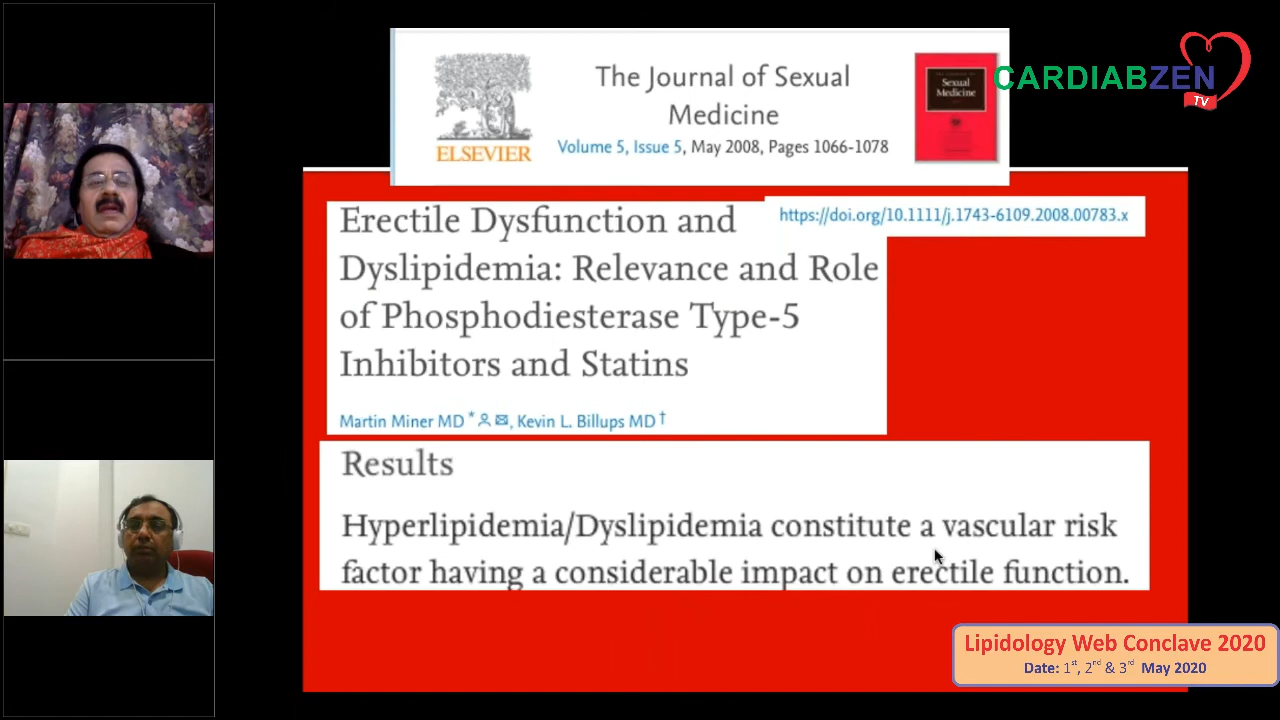 The Journal of Sexual
Medicine
Volume 5, Issue 5, May 2008, Pages 1066-1078
ELSEVIER
Sexual
Medicine
CARDIABZEN
TV
https://doi.org/10.1111/j.1743-6109.2008.00783.x
Erectile Dysfunction and
Dyslipidemia: Relevance and Role
of Phosphodiesterase Type-5
Inhibitors and Statins
Martin Miner MD *, Kevin L. Billups MD †
Results
Hyperlipidemia/Dyslipidemia constitute a vascular risk
factor having a considerable impact on erectile function.
Lipidology Web Conclave 2020
Date: 1st, 2nd & 3rd May 2020